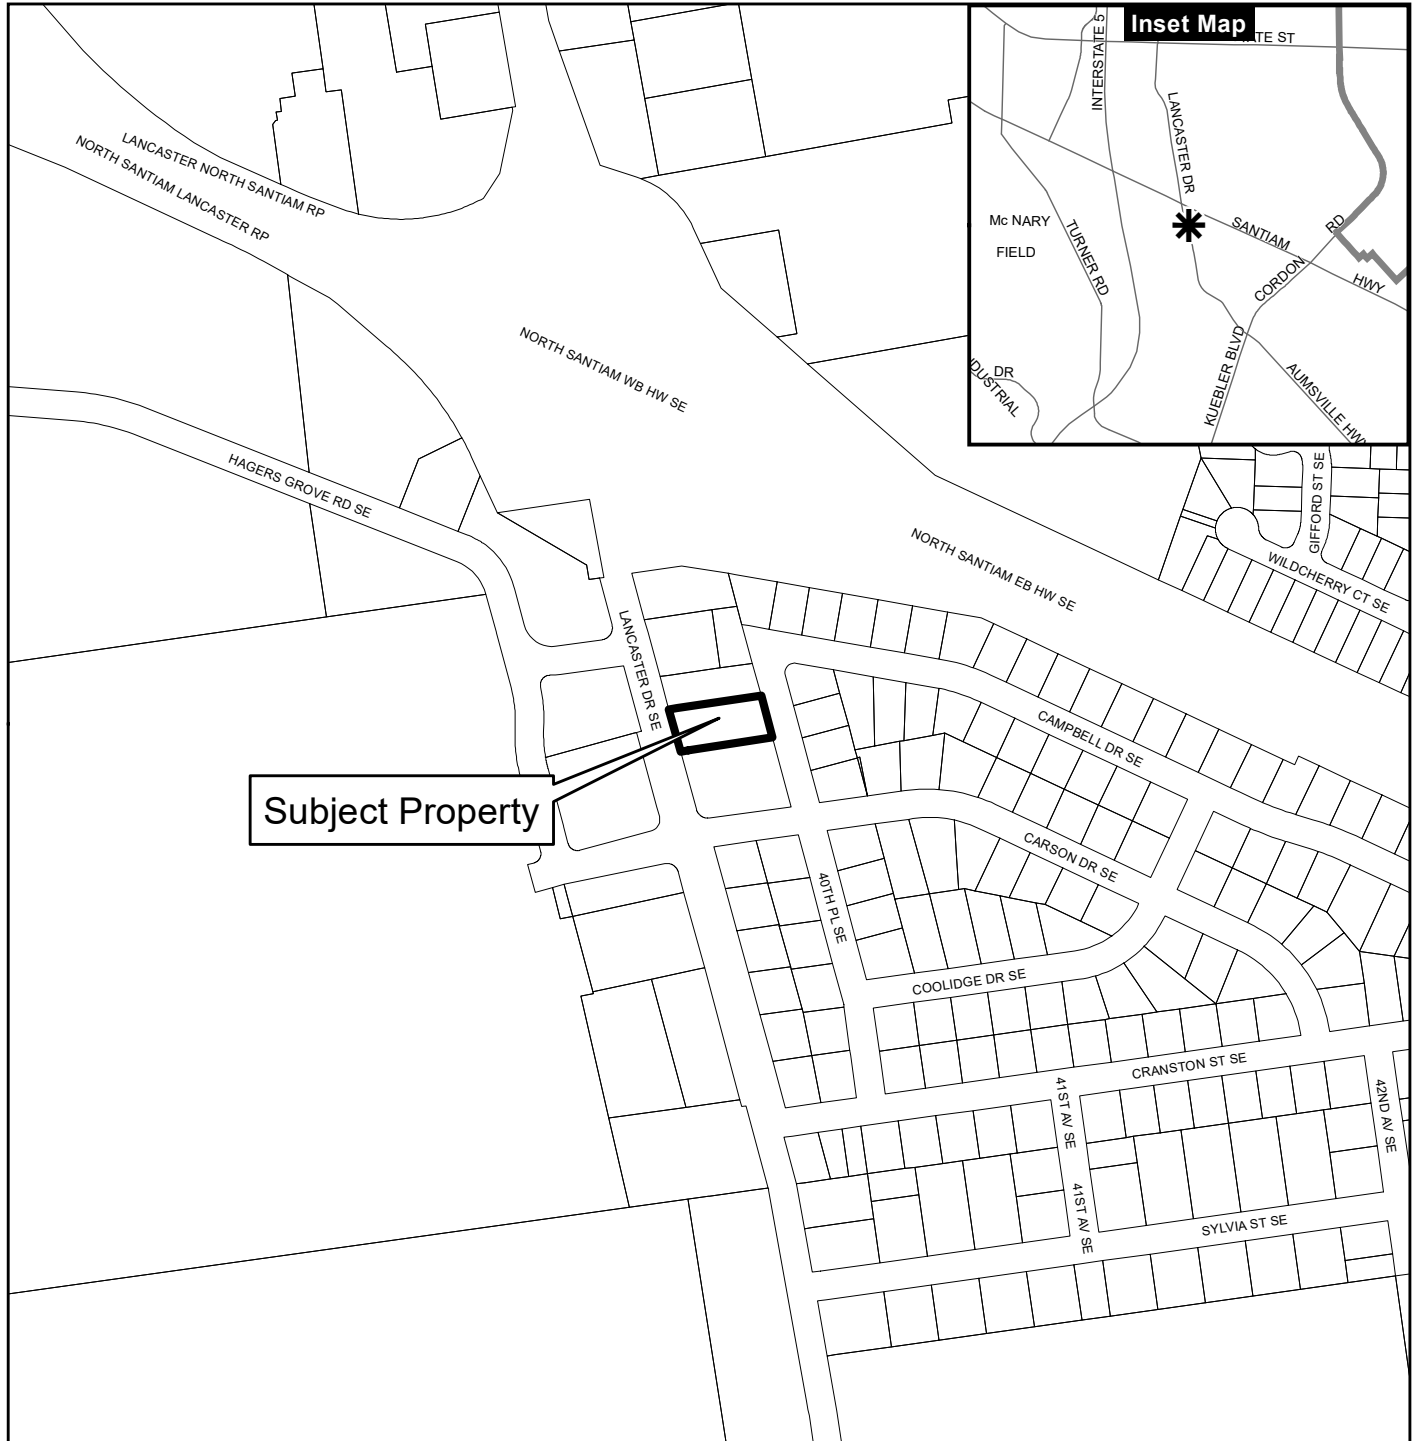 Inset Map
INTERSTATE 5
ATE ST
LANCASTER DR
Mc NARY
FIELD
TURNER RD
SANTIAM
HWY
CORDON
RD
KUEBLER BLVD
AUMSVILLE HWY
DUSTRIAL
DR
LANCASTER NORTH SANTIAM RP
NORTH SANTIAM LANCASTER RP
NORTH SANTIAM WB HW SE
HAGERS GROVE RD SE
NORTH SANTIAM EB HW SE
GIFFORD ST SE
WILDCHERRY CT SE
LANCASTER DR SE
CAMPBELL DR SE
Subject Property
CARSON DR SE
40TH PL SE
COOLIDGE DR SE
CRANSTON ST SE
41ST AV SE
42ND AV SE
41ST AV SE
SYLVIA ST SE